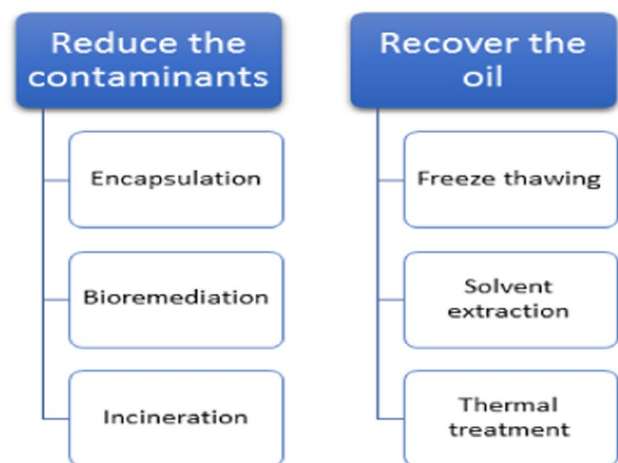 Reduce the
contaminants
Encapsulation
Bioremediation
Incineration
Recover the
oil
Freeze thawing
Solvent
extraction
Thermal
treatment